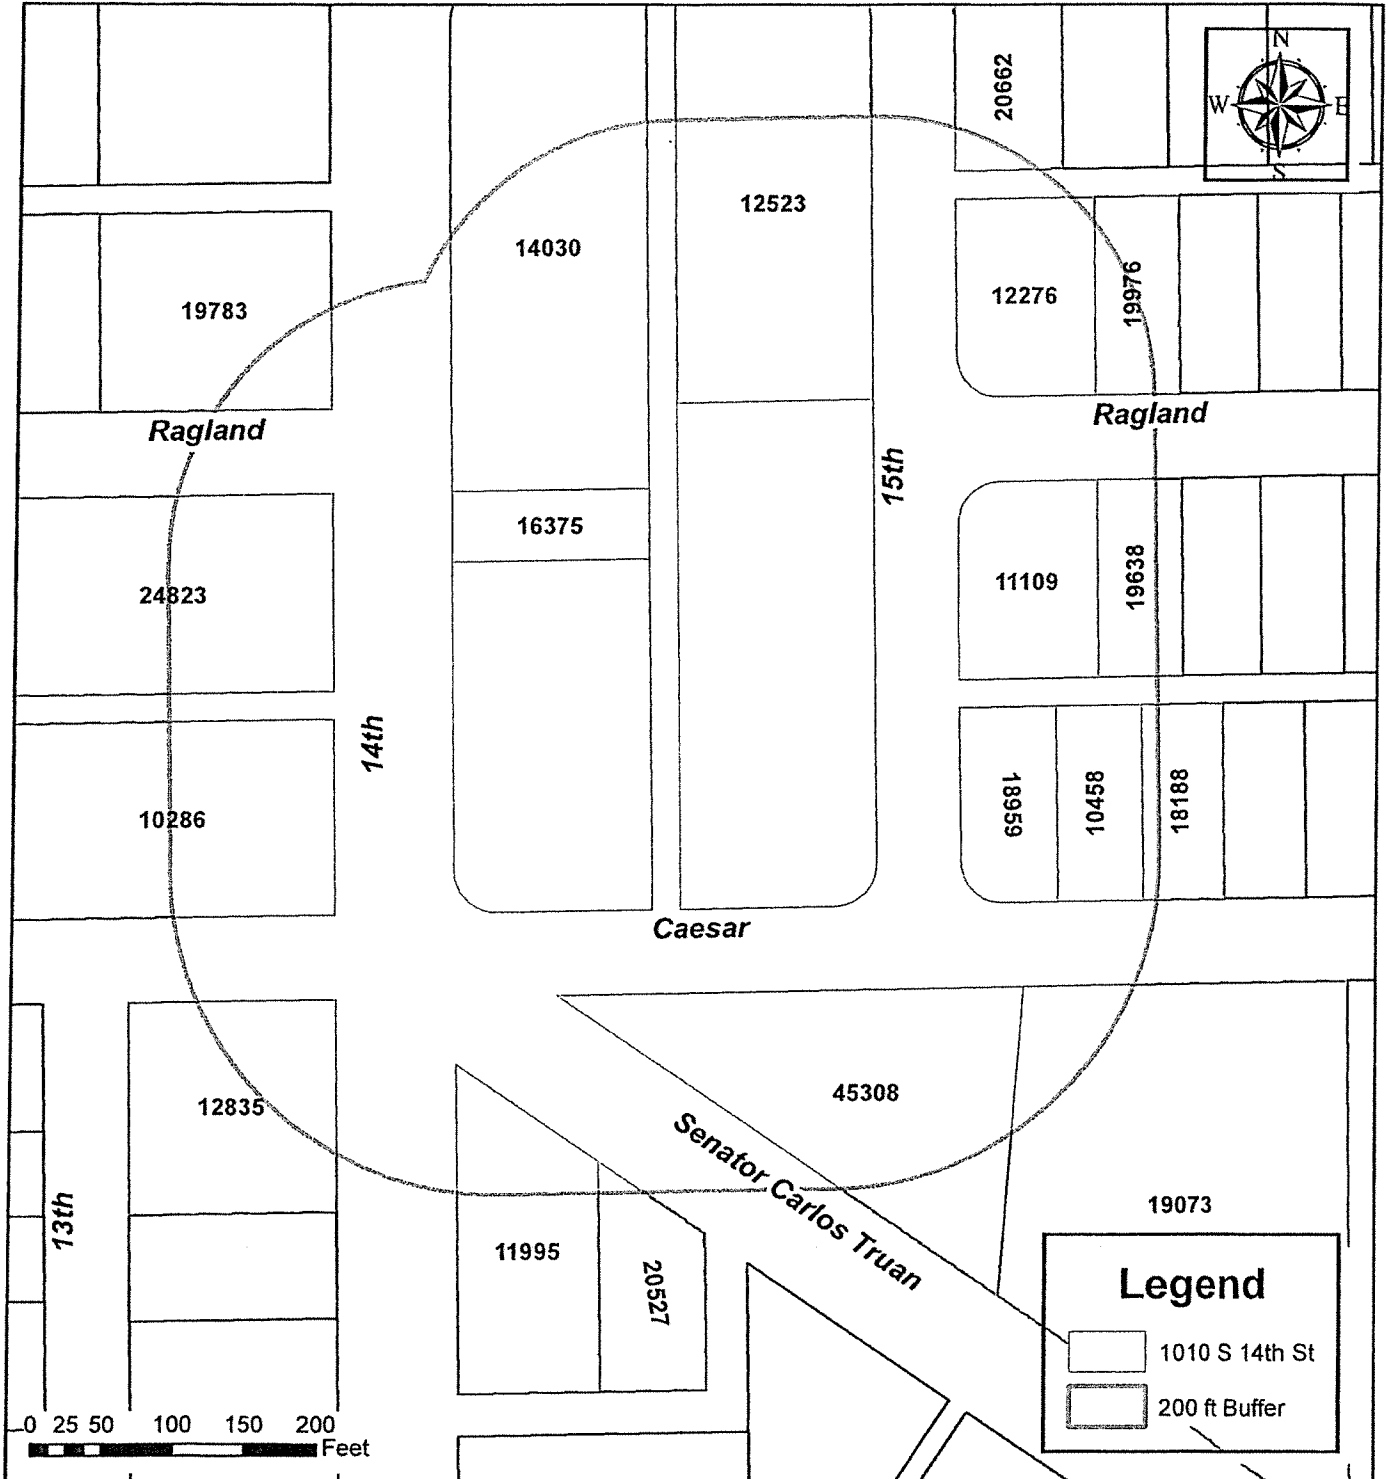 20662
N
W E
S
12523
14030
19783
12276
19976
Ragland
Ragland
15th
16375
24823
11109
19638
14th
10286
18959
10458
18188
Caesar
12835
45308
Senator Carlos Truan
13th
19073
11995
20527
Legend
1010 S 14th St
200 ft Buffer
0 25 50 100 150 200
Feet